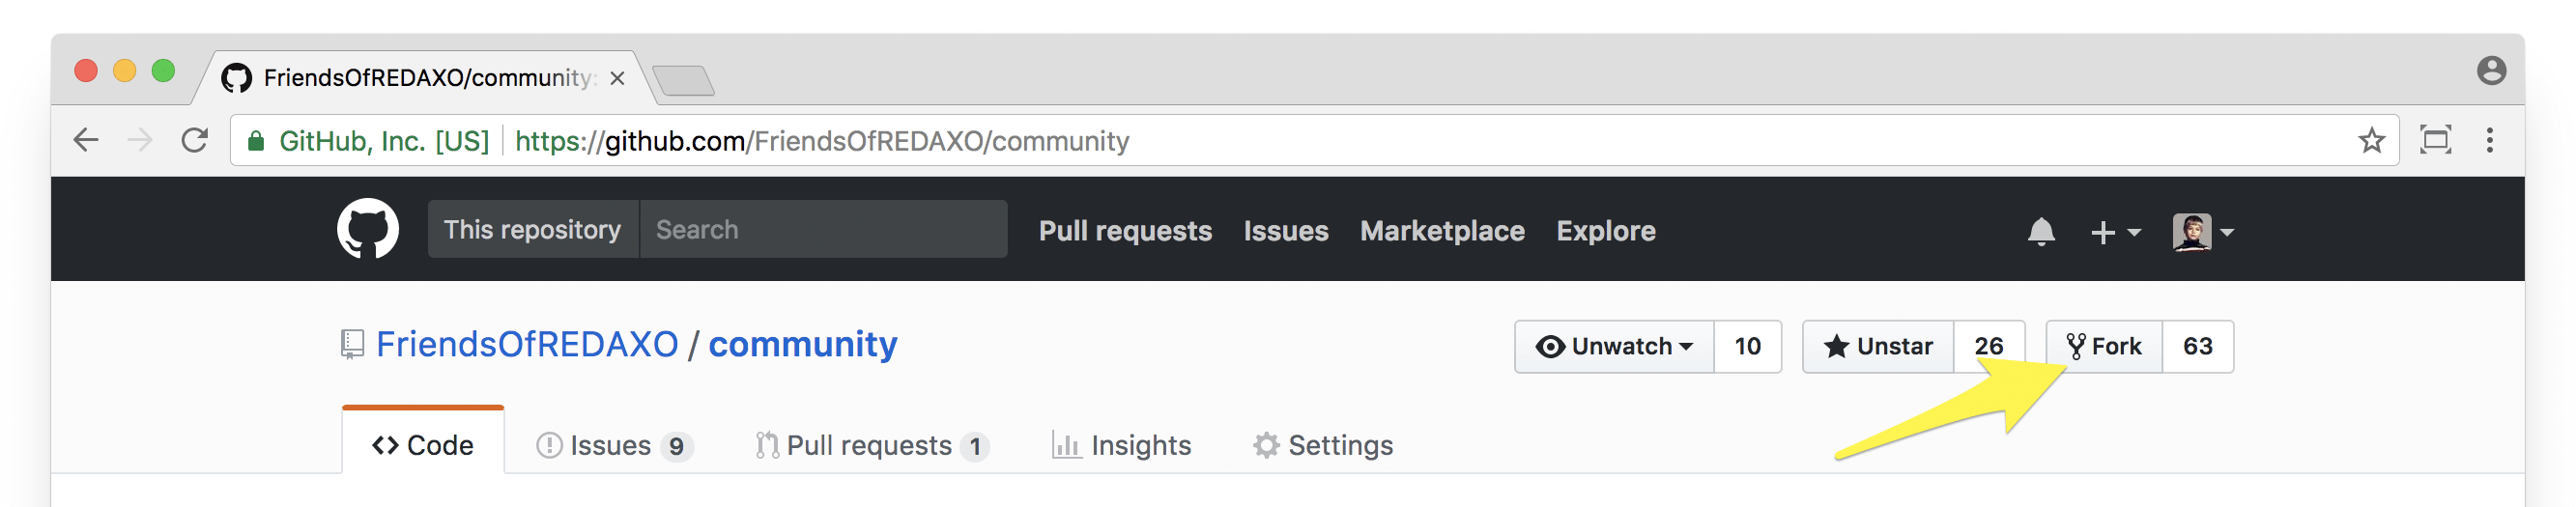 FriendsOfREDAXO/community:
GitHub, Inc. [US] https://github.com/FriendsOfREDAXO/community
This repository Search Pull requests Issues Marketplace Explore
FriendsOfREDAXO / community Unwatch 10 Unstar 26 Fork 63
Code Issues 9 Pull requests 1 Insights Settings